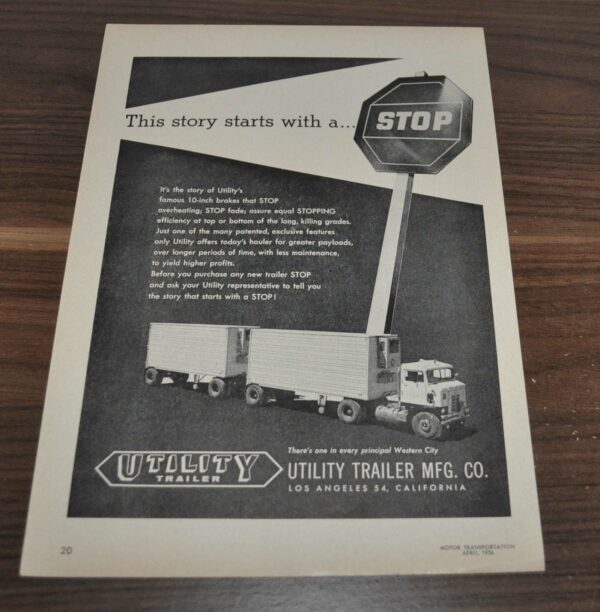 This story starts with a...
STOP
It's the story of Utility's
famous 10-inch brakes that STOP
overheating; STOP fade; assure equal STOPPING
efficiency at top or bottom of the long, killing grades.
Just one of the many patented, exclusive features
only Utility offers today's hauler for greater payloads,
over longer periods of time, with less maintenance,
to yield higher profits.
Before you purchase any new trailer STOP
and ask your Utility representative to tell you
the story that starts with a STOP!
UTILITY
TRAILER
There's one in every principal Western City
UTILITY TRAILER MFG. CO.
LOS ANGELES 54, CALIFORNIA
20
MOTOR TRANSPORTATION
APRIL, 1956